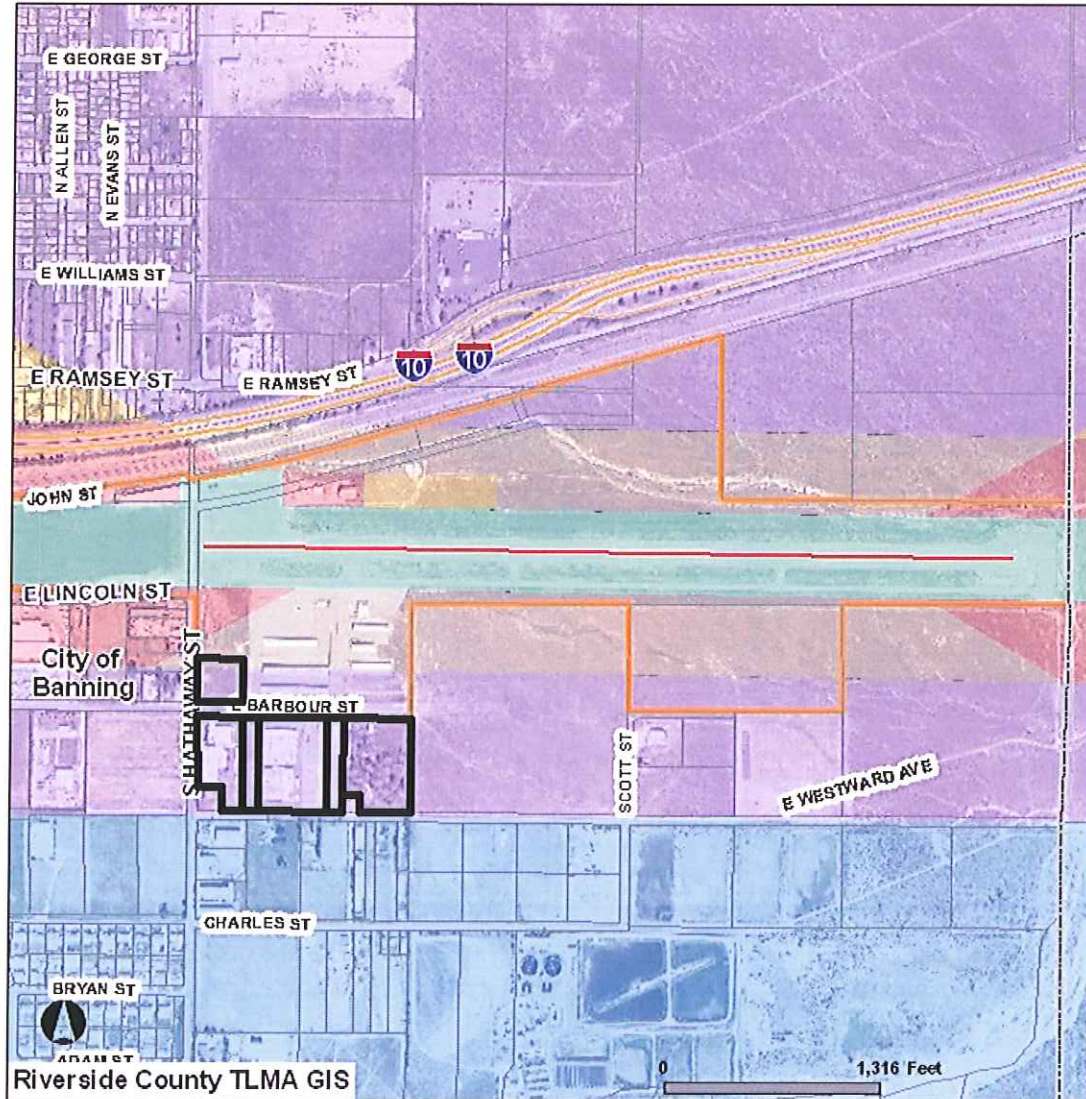 E GEORGE ST
N ALLEN ST
N EVANS ST
E WILLIAMS ST
E RAMSEY ST
E RAMSEY ST
10
10
JOHN ST
E LINCOLN ST
S HATHAWAY ST
City of
Banning
E BARBOUR ST
SCOTT ST
E WESTWARD AVE
CHARLES ST
BRYAN ST
ADAM ST
Riverside County TLMA GIS
0
1,316 Feet